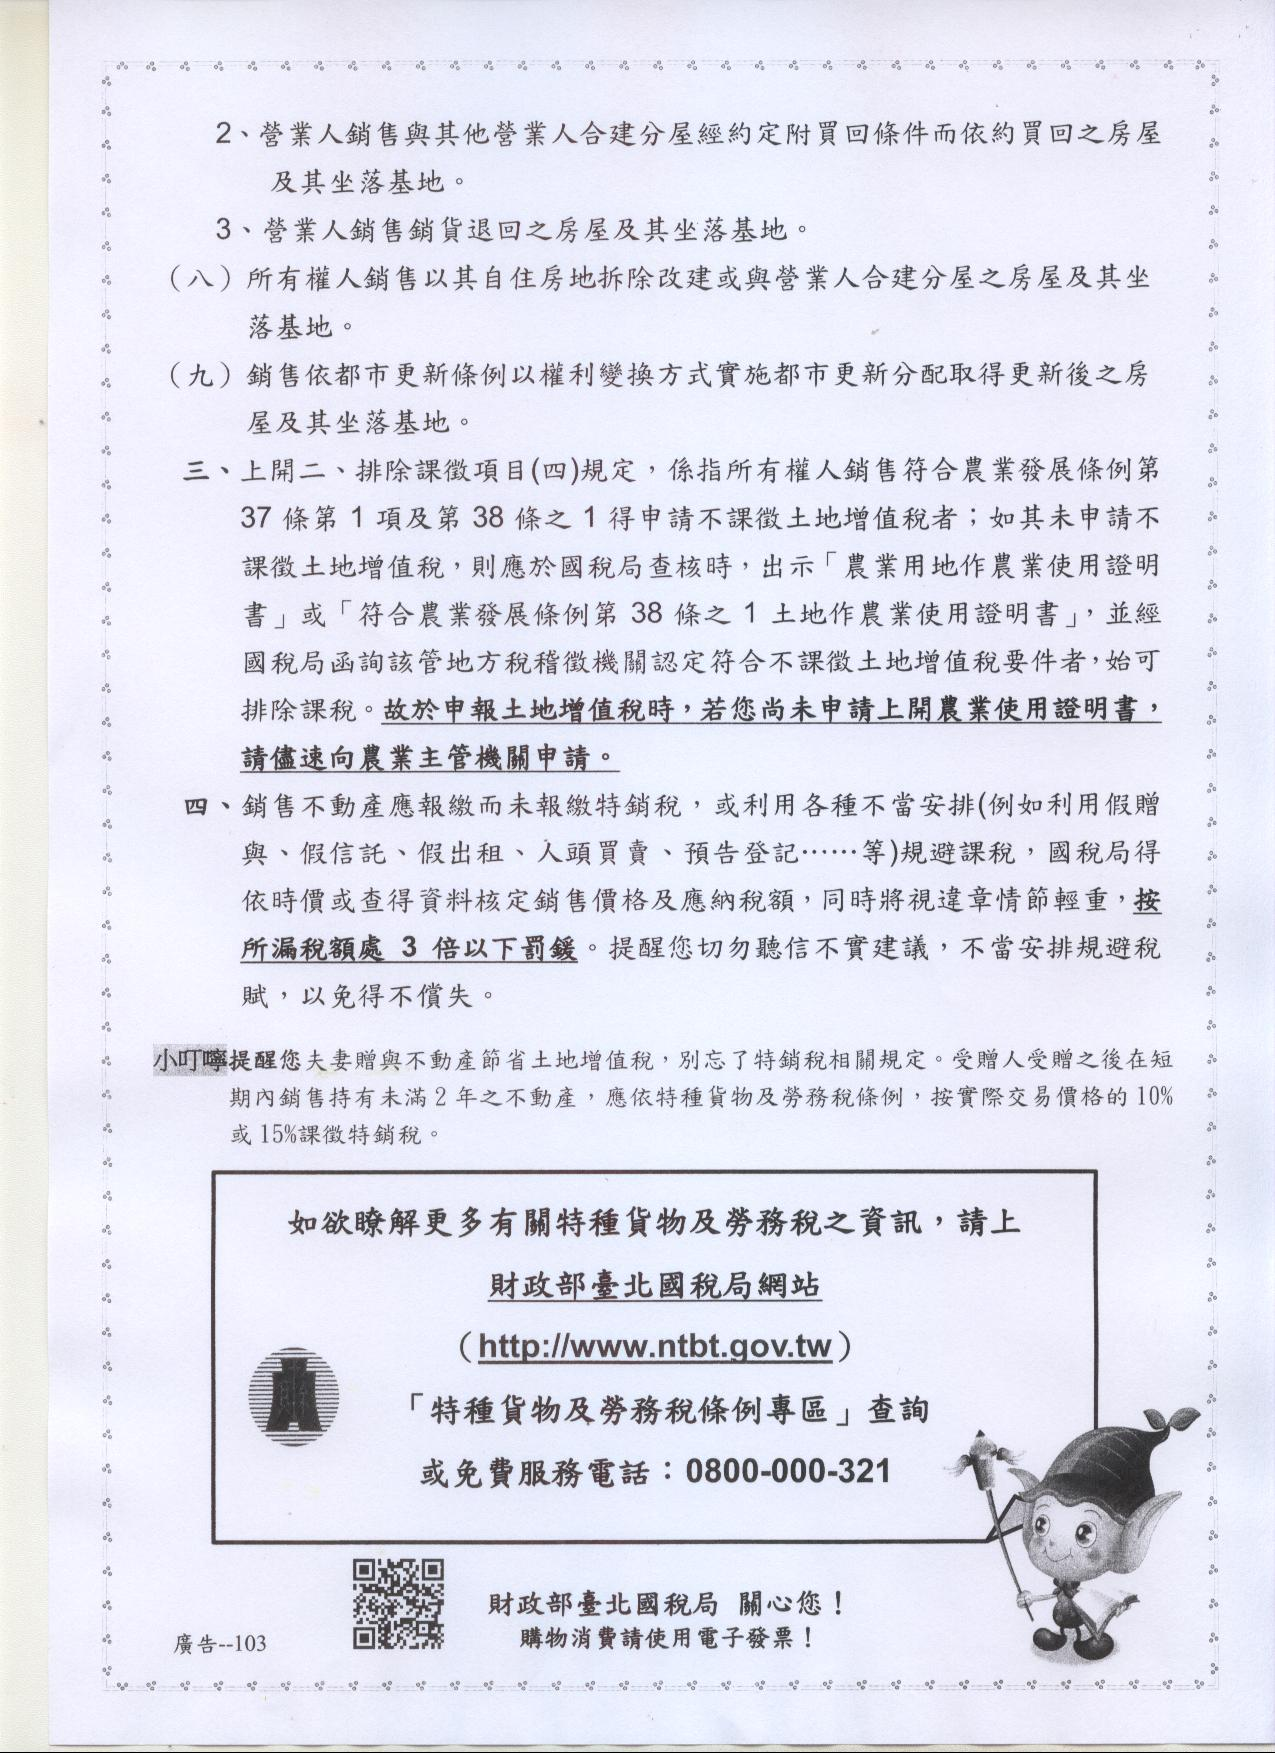 2、營業人銷售與其他營業人合建分屋經約定附買回條件而依約買回之房屋
及其坐落基地。
3、營業人銷售銷貨退回之房屋及其坐落基地。
（八）所有權人銷售以其自住房地拆除改建或與營業人合建分屋之房屋及其坐
落基地。
（九）銷售依都市更新條例以權利變換方式實施都市更新分配取得更新後之房
屋及其坐落基地。
三、上開二、排除課徵項目(四)規定，係指所有權人銷售符合農業發展條例第
37 條第 1 項及第 38 條之 1 得申請不課徵土地增值稅者；如其未申請不
課徵土地增值稅，則應於國稅局查核時，出示「農業用地作農業使用證明
書」或「符合農業發展條例第 38 條之 1 土地作農業使用證明書」，並經
國稅局函詢該管地方稅稽徵機關認定符合不課徵土地增值稅要件者，始可
排除課稅。故於申報土地增值稅時，若您尚未申請上開農業使用證明書，
請儘速向農業主管機關申請。
四、銷售不動產應報繳而未報繳特銷稅，或利用各種不當安排(例如利用假贈
與、假信託、假出租、人頭買賣、預告登記……等)規避課稅，國稅局得
依時價或查得資料核定銷售價格及應納稅額，同時將視違章情節輕重，按
所漏稅額處 3 倍以下罰鍰。提醒您切勿聽信不實建議，不當安排規避稅
賦，以免得不償失。
小叮嚀提醒您夫妻贈與不動產節省土地增值稅，別忘了特銷稅相關規定。受贈人受贈之後在短
期內銷售持有未滿 2 年之不動產，應依特種貨物及勞務稅條例，按實際交易價格的 10%
或 15%課徵特銷稅。
如欲瞭解更多有關特種貨物及勞務稅之資訊，請上
財政部臺北國稅局網站
（http://www.ntbt.gov.tw）
「特種貨物及勞務稅條例專區」查詢
或免費服務電話：0800-000-321
財
財政部臺北國稅局 關心您！
購物消費請使用電子發票！
廣告--103